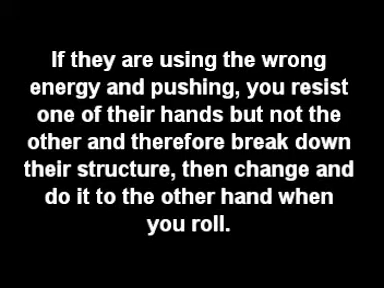 If they are using the wrong
energy and pushing, you resist
one of their hands but not the
other and therefore break down
their structure, then change and
do it to the other hand when
you roll.